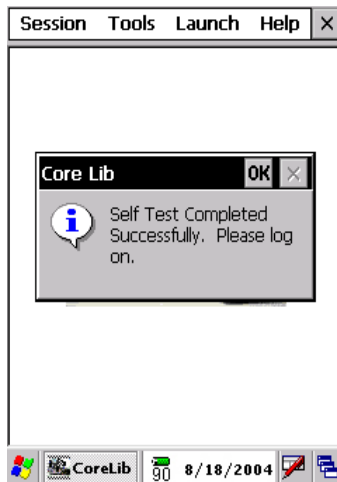 Session Tools Launch Help ×
Core Lib OK ×
Self Test Completed
Successfully. Please log
on.
CoreLib 90 8/18/2004